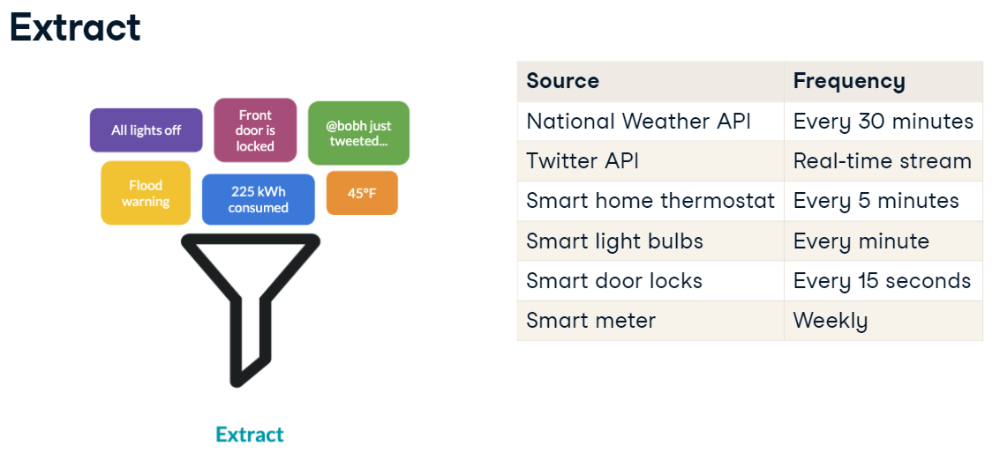 Extract
All lights off
Front
door is
locked
@bobh just
tweeted...
Flood
warning
225 kWh
consumed
45°F
Extract
Source Frequency
National Weather API Every 30 minutes
Twitter API Real-time stream
Smart home thermostat Every 5 minutes
Smart light bulbs Every minute
Smart door locks Every 15 seconds
Smart meter Weekly